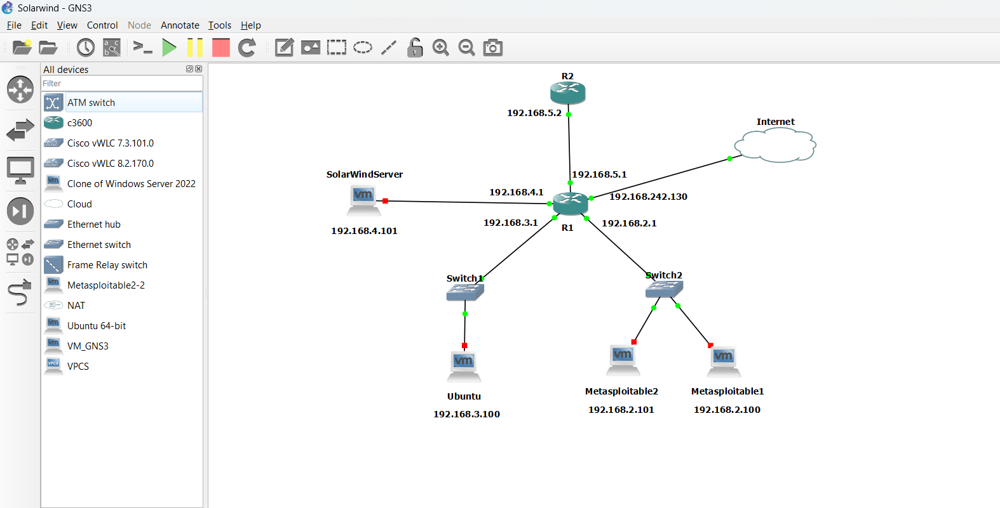 Solarwind - GNS3
File Edit View Control Node Annotate Tools Help
All devices
Filter
ATM switch
c3600
Cisco vWLC 7.3.101.0
Cisco vWLC 8.2.170.0
Clone of Windows Server 2022
Cloud
Ethernet hub
Ethernet switch
Frame Relay switch
Metasploitable2-2
NAT
Ubuntu 64-bit
VM_GNS3
VPCS
R2
192.168.5.2
Internet
SolarWindServer
192.168.5.1
192.168.4.1
192.168.242.130
vm
192.168.3.1
192.168.2.1
R1
192.168.4.101
Switch1
Switch2
vm
vm
vm
Ubuntu
192.168.3.100
Metasploitable2
192.168.2.101
Metasploitable1
192.168.2.100